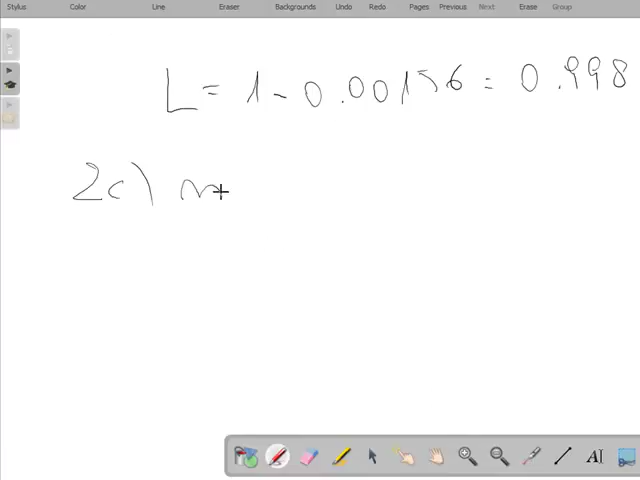 Stylus Color Line Eraser Backgrounds Undo Redo Pages Previous Next Erase Group
L = 1 - 0.00156 = 0.998
2c)
A